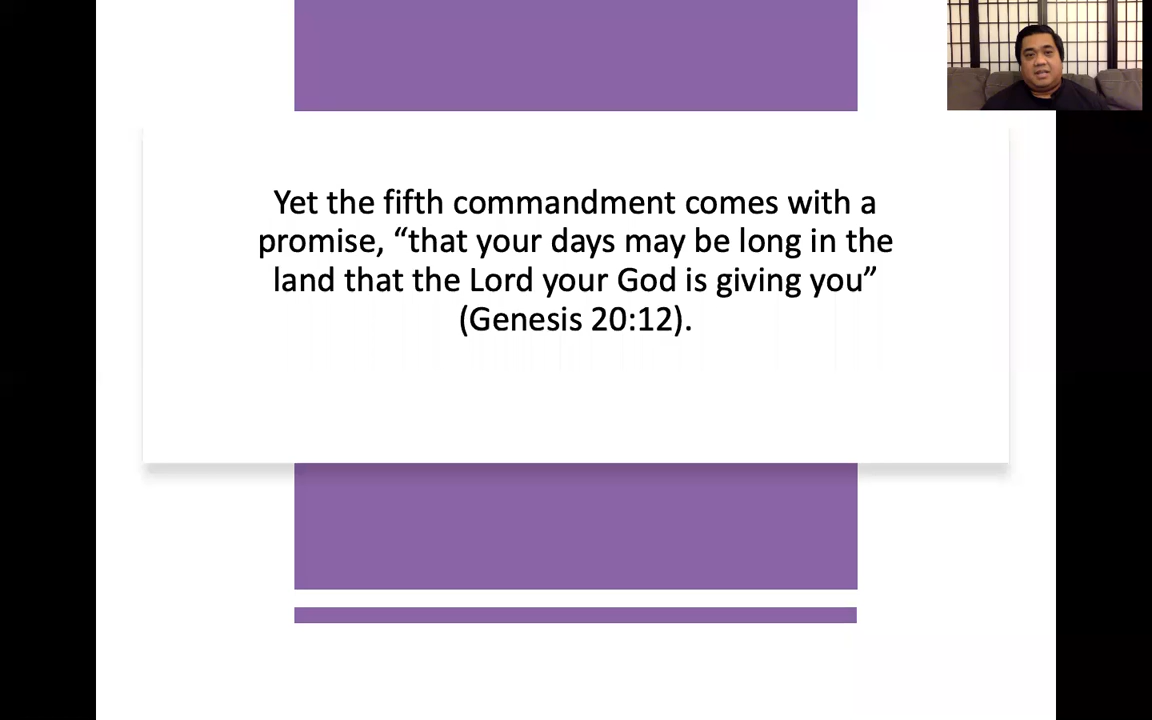 Yet the fifth commandment comes with a
promise, “that your days may be long in the
land that the Lord your God is giving you”
(Genesis 20:12).